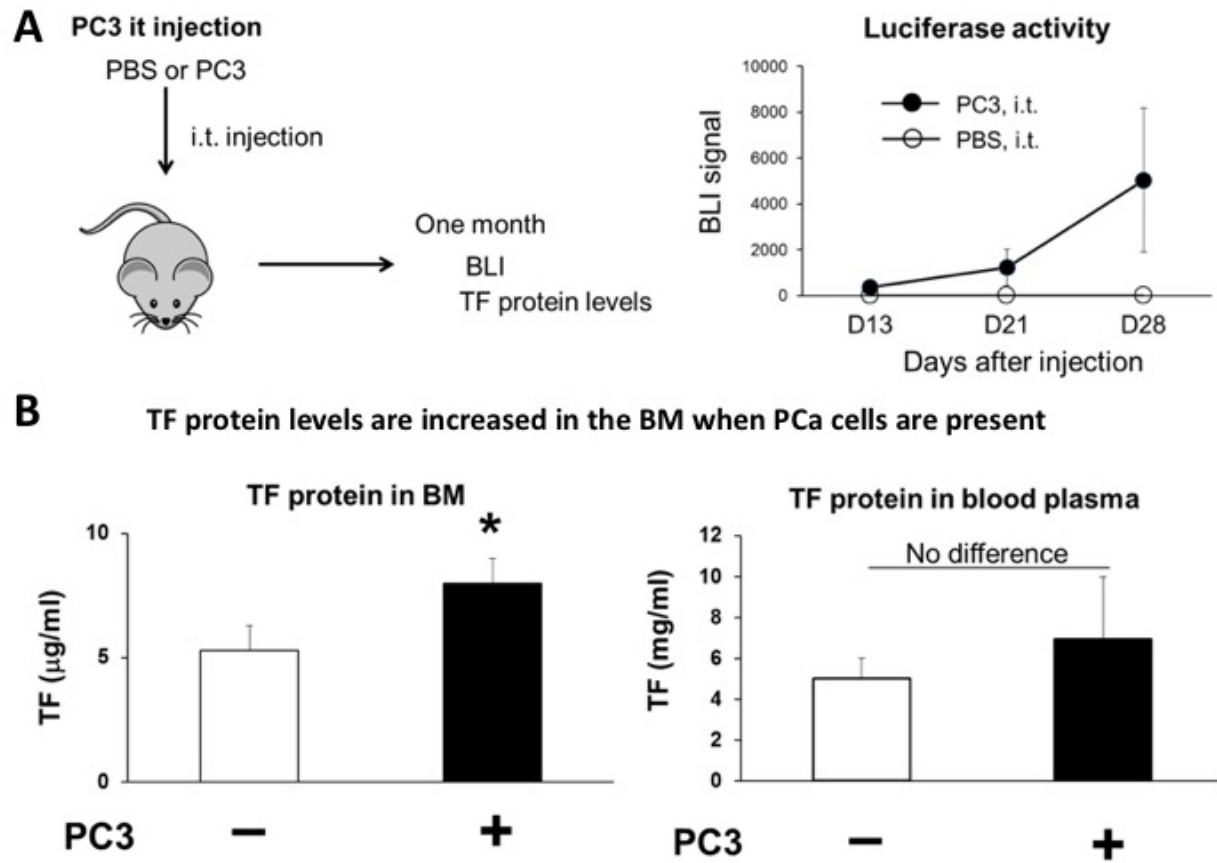 A
PC3 it injection
PBS or PC3
i.t. injection
One month
BLI
TF protein levels
Luciferase activity
10000
8000
6000
4000
2000
0
BLI signal
PC3, i.t.
PBS, i.t.
D13 D21 D28
Days after injection
B
TF protein levels are increased in the BM when PCa cells are present
TF protein in BM
*
10
5
0
TF (μg/ml)
PC3 − +
TF protein in blood plasma
No difference
12
10
8
6
4
2
0
TF (mg/ml)
PC3 − +